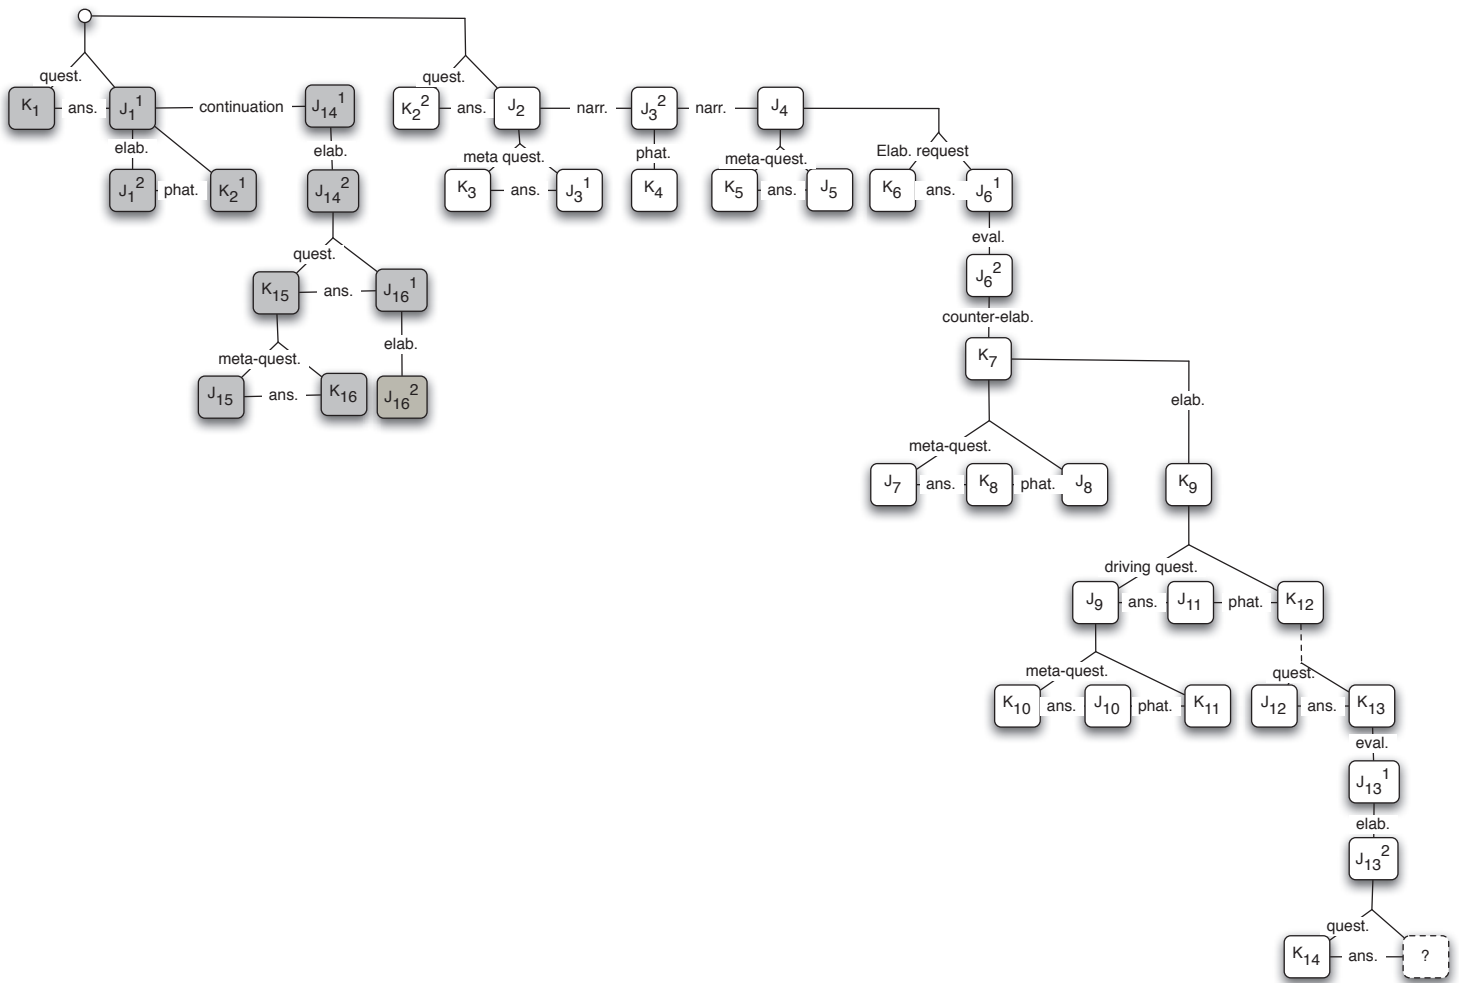 quest. quest.
K1 ans. J1^1 continuation J14^1 K2^2 ans. J2 narr. J3^2 narr. J4
elab. elab. meta quest. phat. meta-quest. Elab. request
J1^2 phat. K2^1 J14^2 K3 ans. J3^1 K4 K5 ans. J5 K6 ans. J6^1
quest. eval.
K15 ans. J16^1 J6^2
counter-elab.
meta-quest. elab. K7
J15 ans. K16 J16^2 elab.
meta-quest.
J7 ans. K8 phat. J8 K9
driving quest.
J9 ans. J11 phat. K12
meta-quest. quest.
K10 ans. J10 phat. K11 J12 ans. K13
eval.
J13^1
elab.
J13^2
quest.
K14 ans. ?